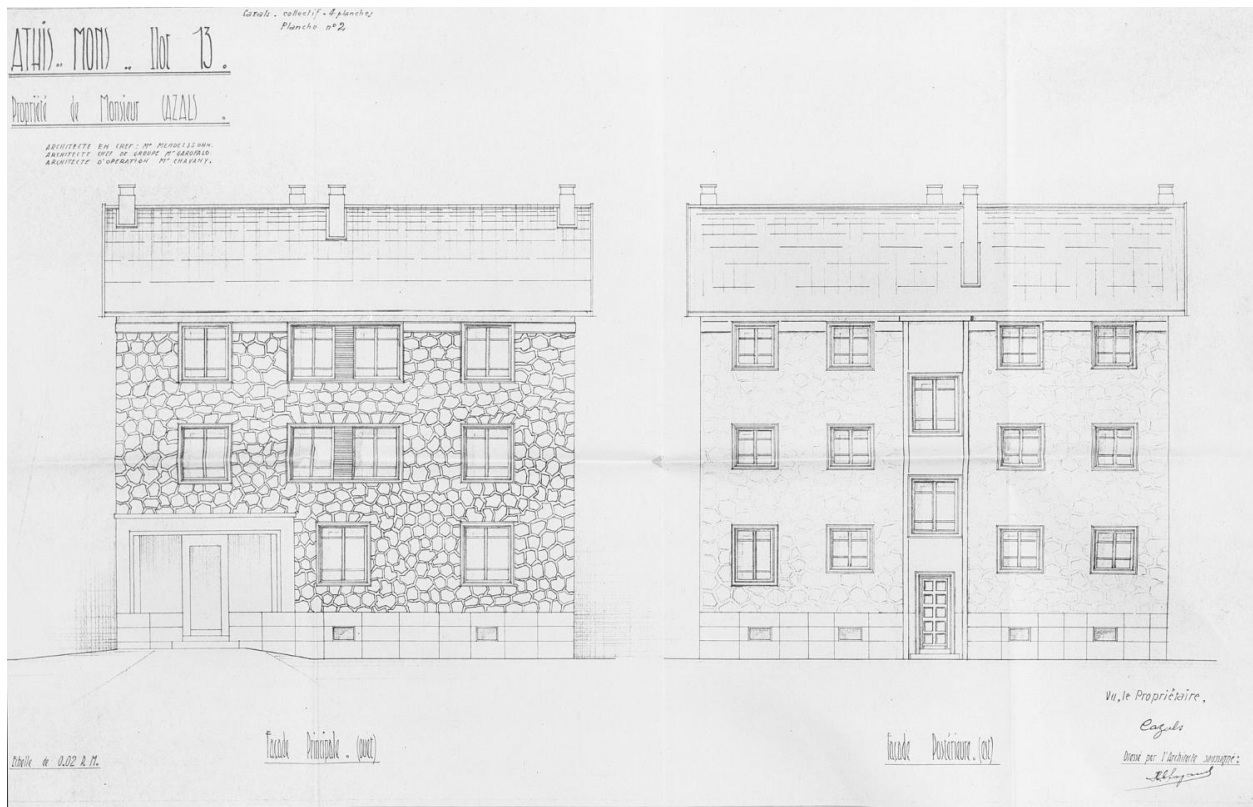 Cazals - collectif - 4 planches
Planche n° 2
ATHIS.. MONS .. Ilot 13 .
Propriété de Monsieur CAZALS .
ARCHITECTE EN CHEF : Mr MENDELSSOHN.
ARCHITECTE CHEF DE GROUPE Mr GAROFALO
ARCHITECTE D'OPERATION Mr CHAVANY.
Façade Principale . (ouest)
Façade Postérieure . (est)
Echelle de 0.02 P. M.
Vu, le Propriétaire,
Cazals
Dressé par l'Architecte soussigné :